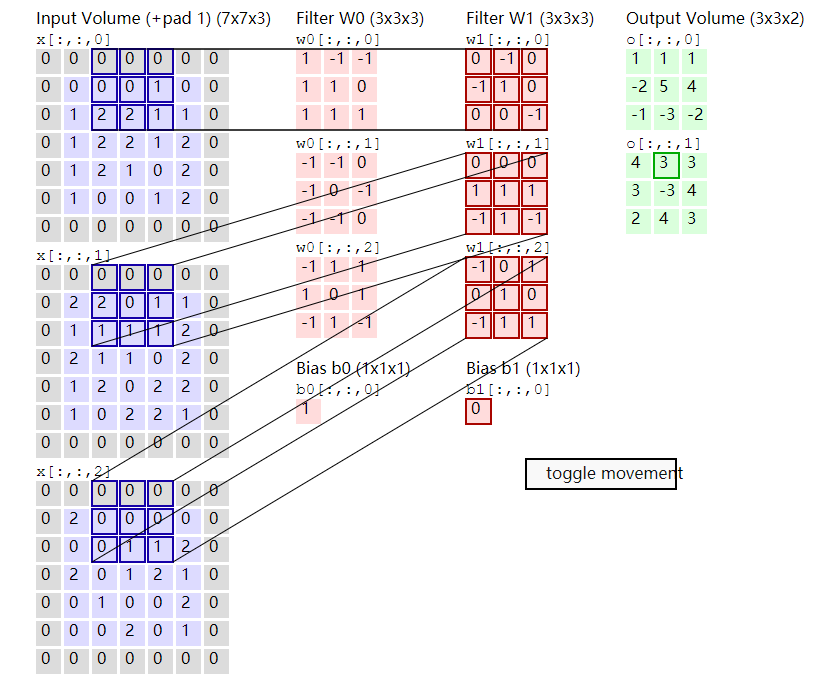 Input Volume (+pad 1) (7x7x3)
x[:,:,0]
0 0 0 0 0 0 0
0 0 0 0 1 0 0
0 1 2 2 1 1 0
0 1 2 2 1 2 0
0 1 2 1 0 2 0
0 1 0 0 1 2 0
0 0 0 0 0 0 0
x[:,:,1]
0 0 0 0 0 0 0
0 2 2 0 1 1 0
0 1 1 1 1 2 0
0 2 1 1 0 2 0
0 1 2 0 2 2 0
0 1 0 2 2 1 0
0 0 0 0 0 0 0
x[:,:,2]
0 0 0 0 0 0 0
0 2 0 0 0 0 0
0 0 0 1 1 2 0
0 2 0 1 2 1 0
0 0 1 0 0 2 0
0 0 0 2 0 1 0
0 0 0 0 0 0 0
Filter W0 (3x3x3)
w0[:,:,0]
1 -1 -1
1 1 0
1 1 1
w0[:,:,1]
-1 -1 0
-1 0 -1
-1 -1 0
w0[:,:,2]
-1 1 1
1 0 1
-1 1 -1
Bias b0 (1x1x1)
b0[:,:,0]
1
Filter W1 (3x3x3)
w1[:,:,0]
0 -1 0
-1 1 0
0 0 -1
w1[:,:,1]
0 0 0
1 1 1
-1 1 -1
w1[:,:,2]
-1 0 1
0 1 0
-1 1 1
Bias b1 (1x1x1)
b1[:,:,0]
0
Output Volume (3x3x2)
o[:,:,0]
1 1 1
-2 5 4
-1 -3 -2
o[:,:,1]
4 3 3
3 -3 4
2 4 3
toggle movement